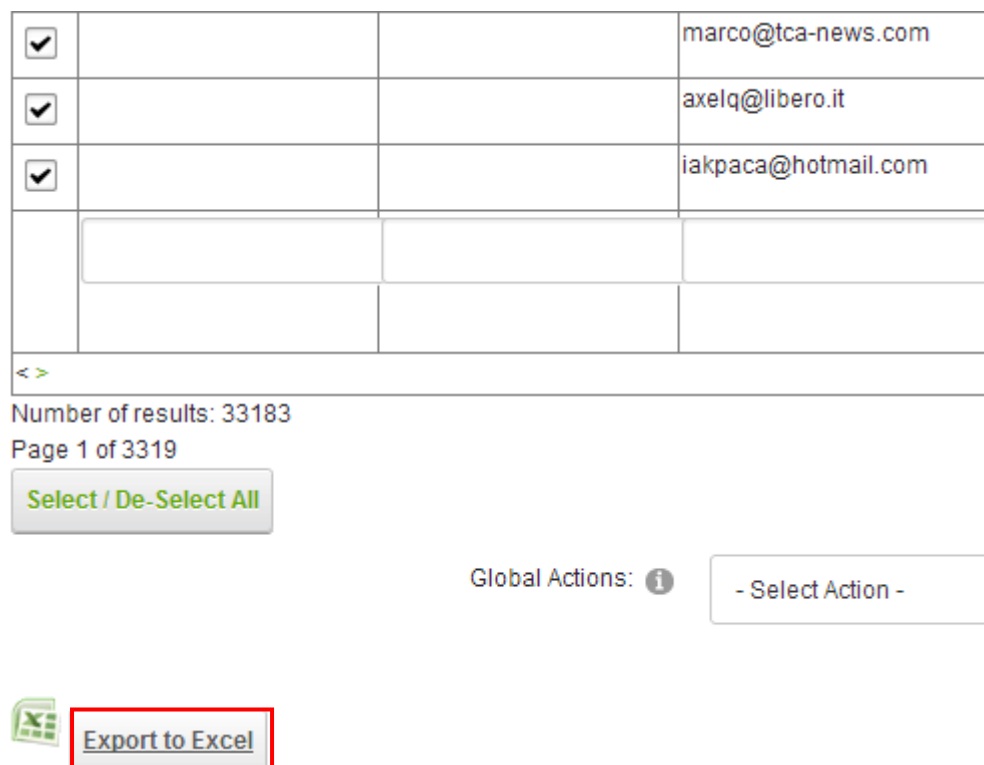 marco@tca-news.com
axelq@libero.it
iakpaca@hotmail.com
< >
Number of results: 33183
Page 1 of 3319
Select / De-Select All
Global Actions:
- Select Action -
Export to Excel